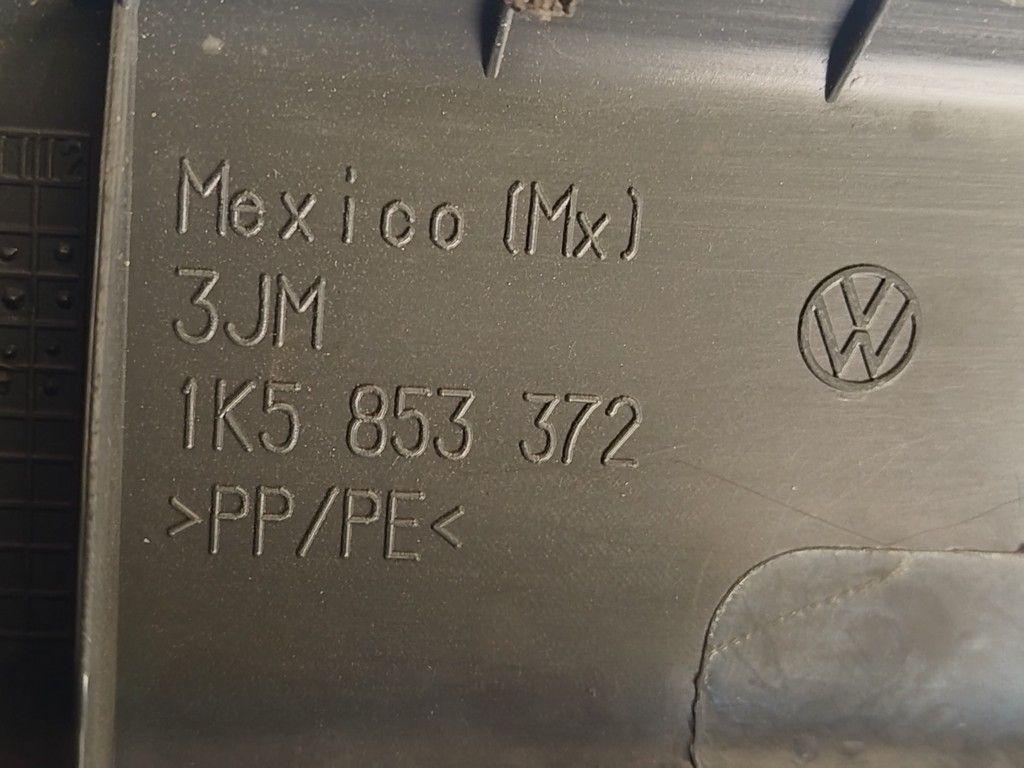 Mexico (Mx)
3JM
1K5 853 372
>PP/PE<